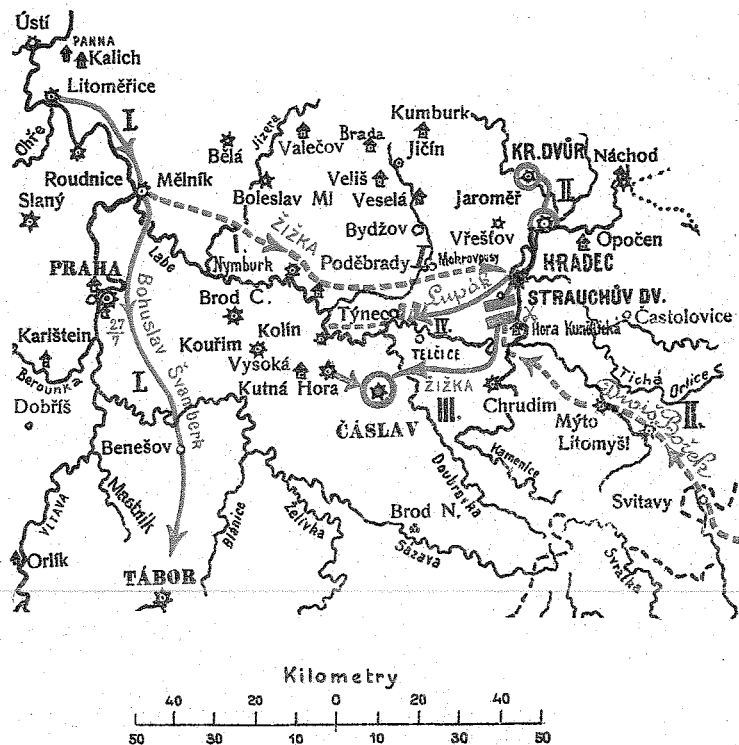 Ústí
PANNA
Kalich
Litoměřice
I.
Ohře
Roudnice
Slaný
Mělník
Bělá
Jizera
Valečov
Boleslav Ml
Kumburk
Brada
Jičín
Veliš
Veselá
Bydžov
KR. DVŮR
Náchod
II.
Jaroměř
Vřešťov
Opočen
HRADEC
ŽIŽKA
Labe
Nymburk
Poděbrady
Mokrovousy
Lupák
STRAUCHŮV DV.
PRAHA
27/7
Bohuslav
Švamberk
Brod Č.
Týnec
IV.
Kolín
Hora Kunětická
Častolovice
Karlštein
Kouřim
Vysoká
Kutná Hora
TELČICE
ŽIŽKA
Berounka
I.
Dobříš
ČÁSLAV
III.
Chrudim
Tichá
Orlice
Diviš Bořek
II.
Mýto
Litomyšl
Benešov
Kamenice
Doubravka
Svitavy
Vltava
Mastník
Blanice
Želivka
Brod N.
Sázava
Svratka
Orlík
TÁBOR
Kilometry
40 20 0 20 40
50 30 10 10 30 50